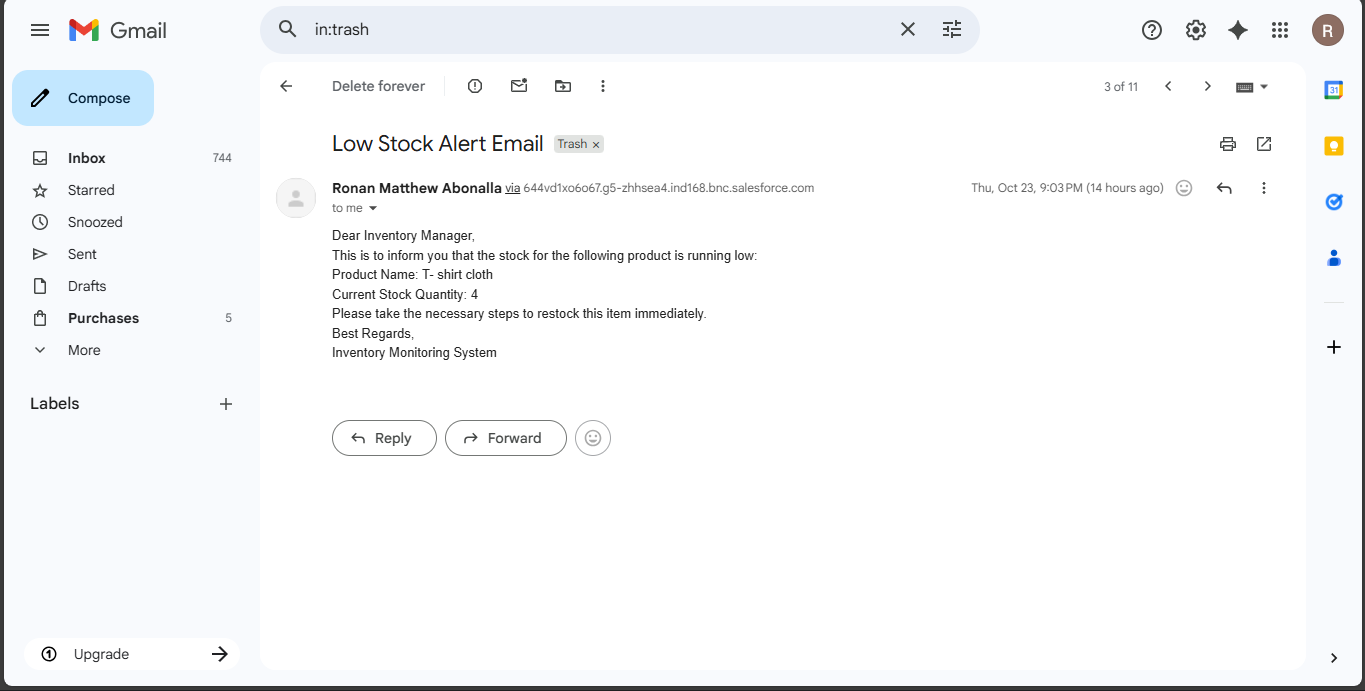 Gmail
in:trash
R
Compose
Delete forever
3 of 11
31
Low Stock Alert Email
Trash ×
Inbox 744
Starred
Snoozed
Sent
Drafts
Purchases 5
More
Labels
Ronan Matthew Abonalla via 644vd1xo6o67.g5-zhhsea4.ind168.bnc.salesforce.com
Thu, Oct 23, 9:03 PM (14 hours ago)
to me
Dear Inventory Manager,
This is to inform you that the stock for the following product is running low:
Product Name: T- shirt cloth
Current Stock Quantity: 4
Please take the necessary steps to restock this item immediately.
Best Regards,
Inventory Monitoring System
Reply
Forward
1 Upgrade